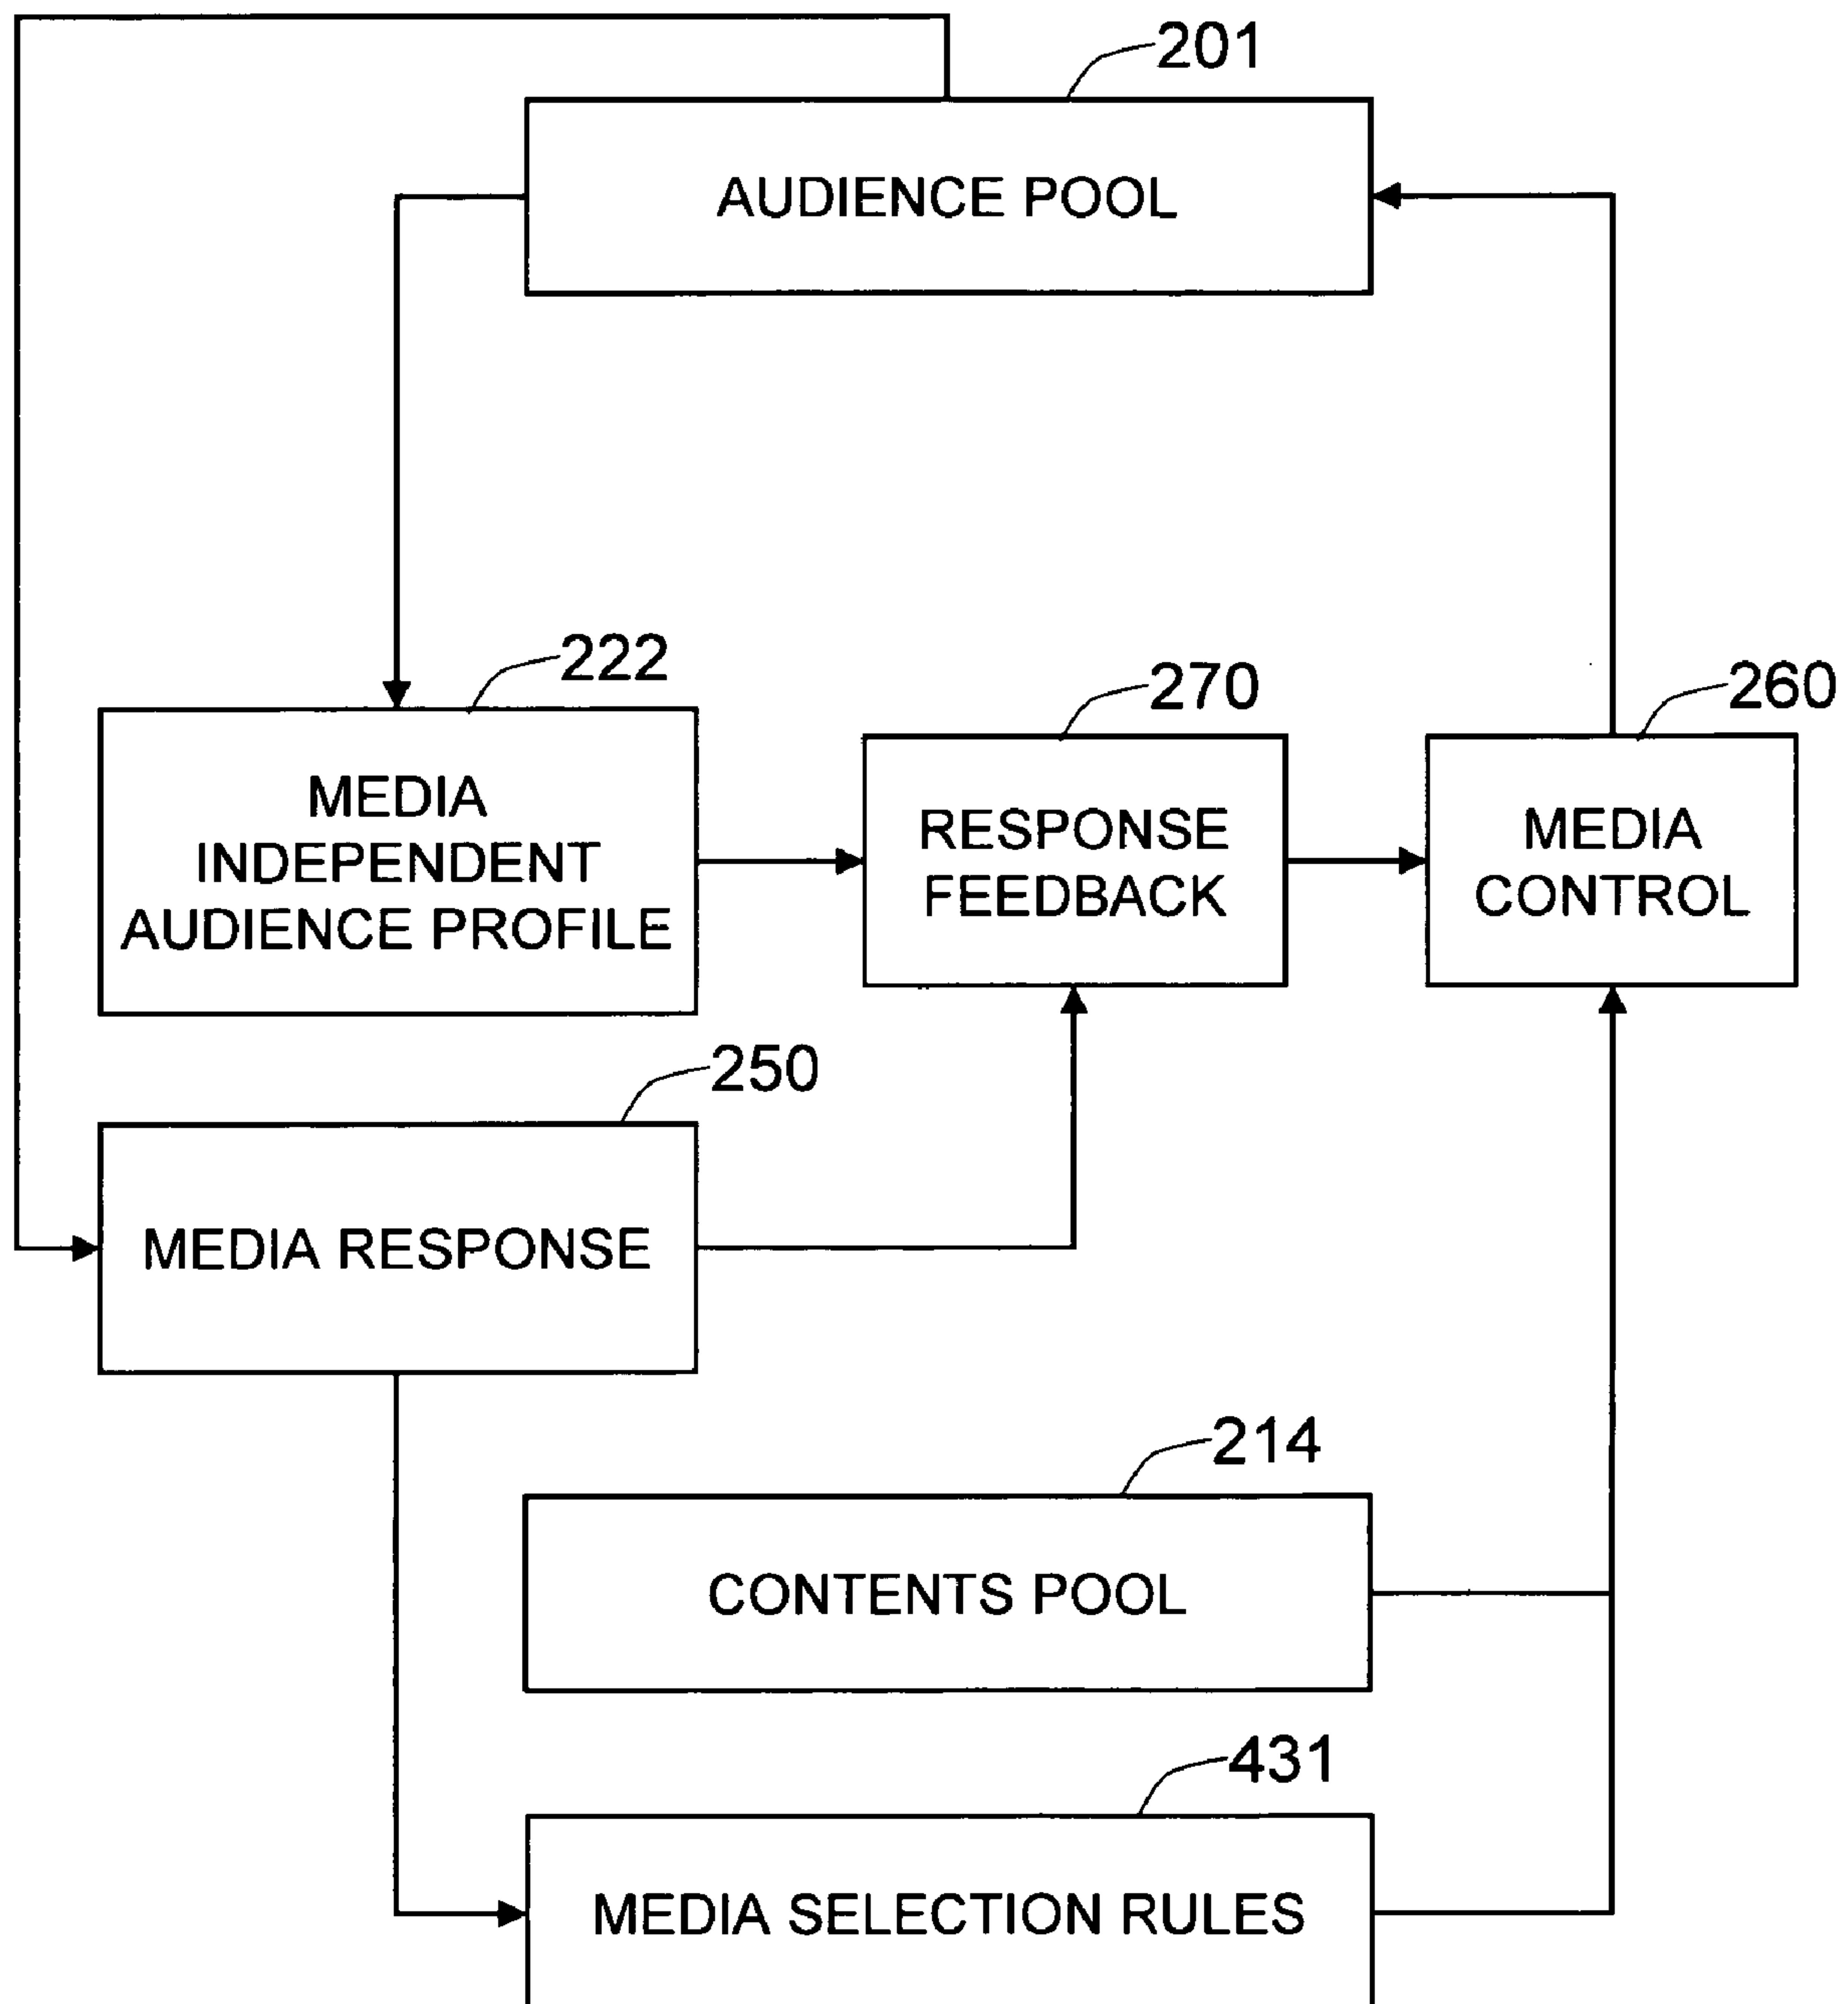 201
AUDIENCE POOL
222
270
260
MEDIA
INDEPENDENT
AUDIENCE PROFILE
RESPONSE
FEEDBACK
MEDIA
CONTROL
250
MEDIA RESPONSE
214
CONTENTS POOL
431
MEDIA SELECTION RULES